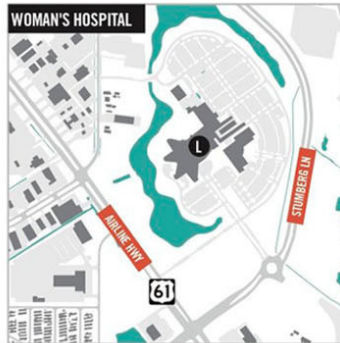 WOMAN'S HOSPITAL
L
STUMBERG LN
AIRLINE HWY
61